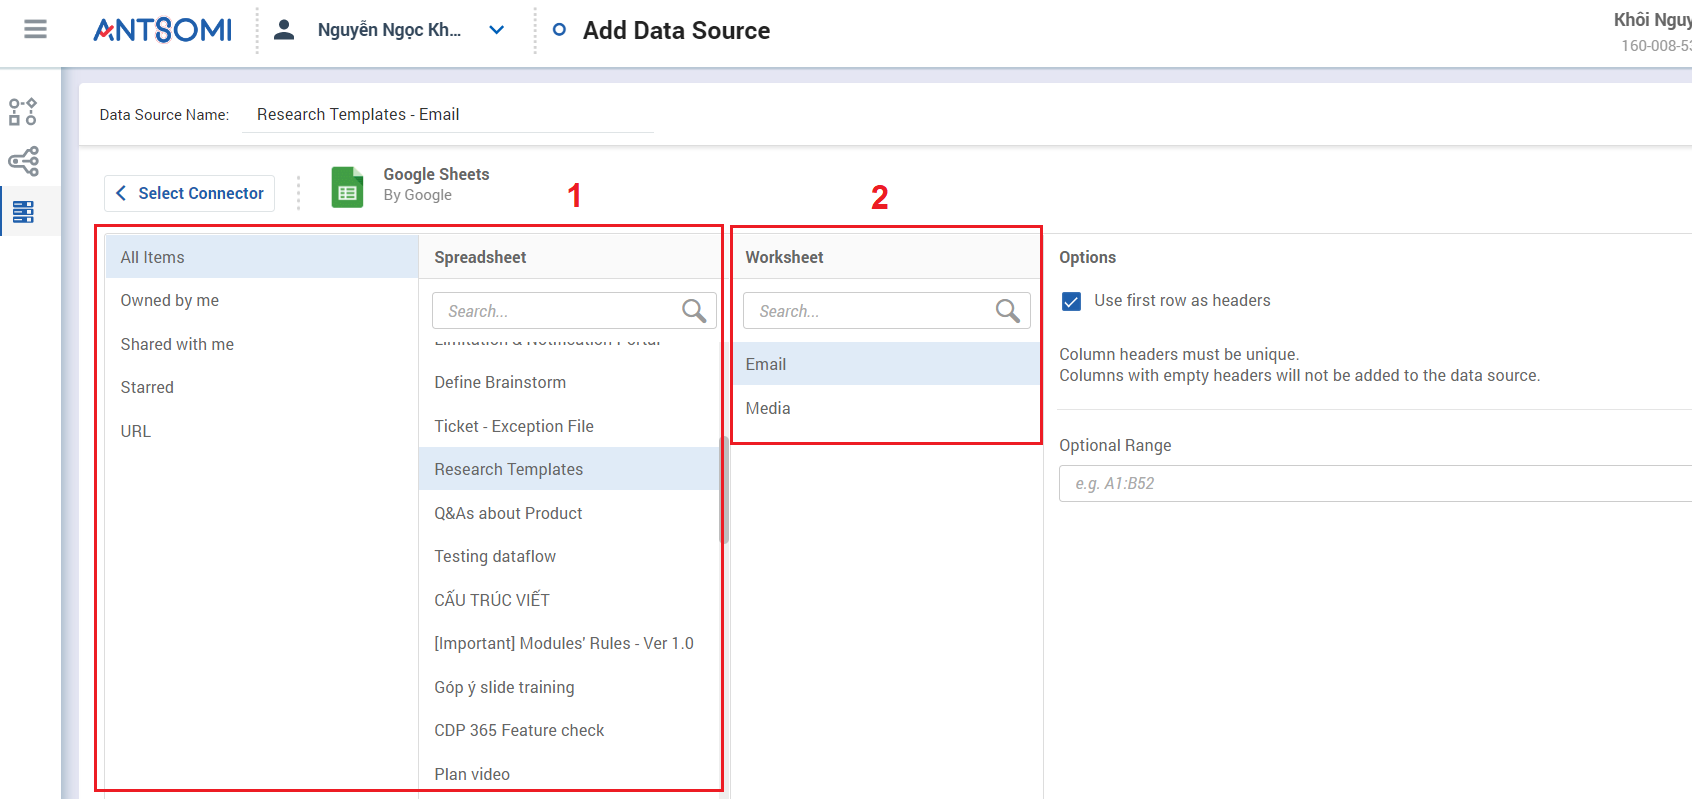 ANTSOMI
Nguyễn Ngọc Kh...
Add Data Source
Khôi Nguy
160-008-53
Data Source Name:
Research Templates - Email
Select Connector
Google Sheets
By Google
1
2
All Items
Owned by me
Shared with me
Starred
URL
Spreadsheet
Search...
Limitation & Notification Portal
Define Brainstorm
Ticket - Exception File
Research Templates
Q&As about Product
Testing dataflow
CẤU TRÚC VIẾT
[Important] Modules' Rules - Ver 1.0
Góp ý slide training
CDP 365 Feature check
Plan video
Worksheet
Search...
Email
Media
Options
Use first row as headers
Column headers must be unique.
Columns with empty headers will not be added to the data source.
Optional Range
e.g. A1:B52